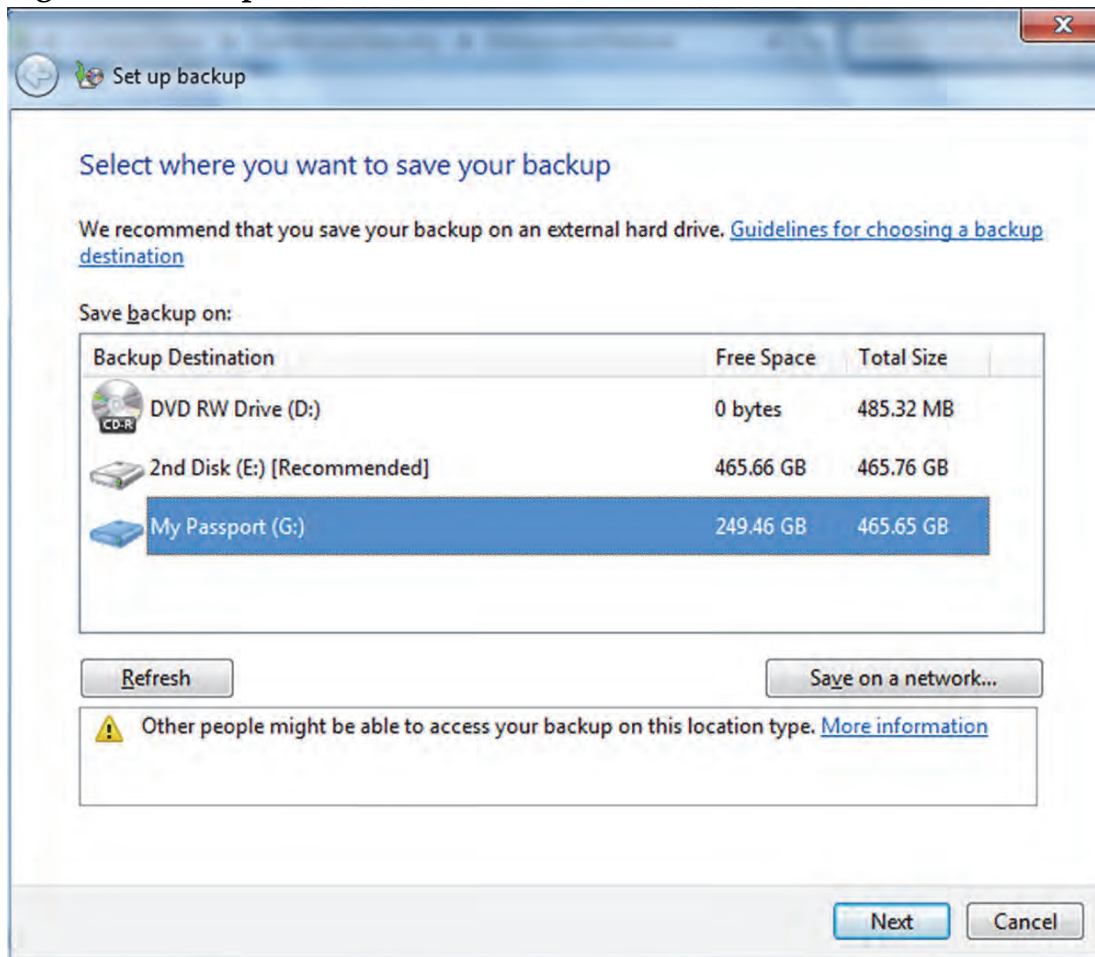 Set up backup
Select where you want to save your backup
We recommend that you save your backup on an external hard drive. Guidelines for choosing a backup
destination
Save backup on:
Backup Destination Free Space Total Size
CD-R DVD RW Drive (D:) 0 bytes 485.32 MB
2nd Disk (E:) [Recommended] 465.66 GB 465.76 GB
My Passport (G:) 249.46 GB 465.65 GB
Refresh Save on a network...
Other people might be able to access your backup on this location type. More information
Next Cancel